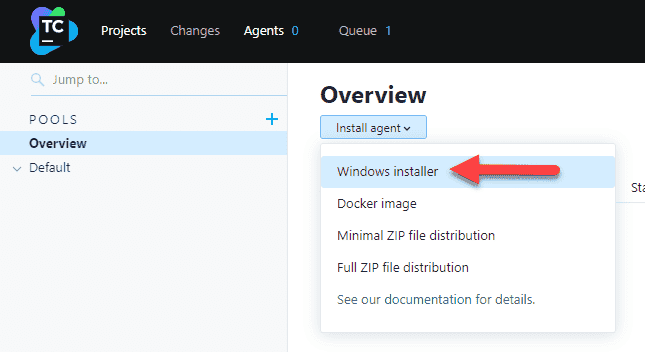 TC
Projects Changes Agents 0 Queue 1
Jump to...
POOLS +
Overview
Default
Overview
Install agent
Windows installer
Docker image
Minimal ZIP file distribution
Full ZIP file distribution
See our documentation for details.
Sta